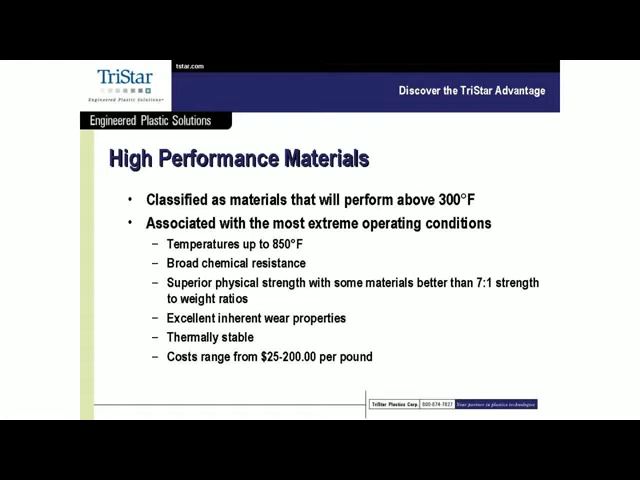 tstar.com
TriStar
Engineered Plastic Solutions
Discover the TriStar Advantage
Engineered Plastic Solutions
High Performance Materials
• Classified as materials that will perform above 300°F
• Associated with the most extreme operating conditions
– Temperatures up to 850°F
– Broad chemical resistance
– Superior physical strength with some materials better than 7:1 strength
to weight ratios
– Excellent inherent wear properties
– Thermally stable
– Costs range from $25-200.00 per pound
TriStar Plastics Corp. 800-874-7827 Your partner in plastics technologies